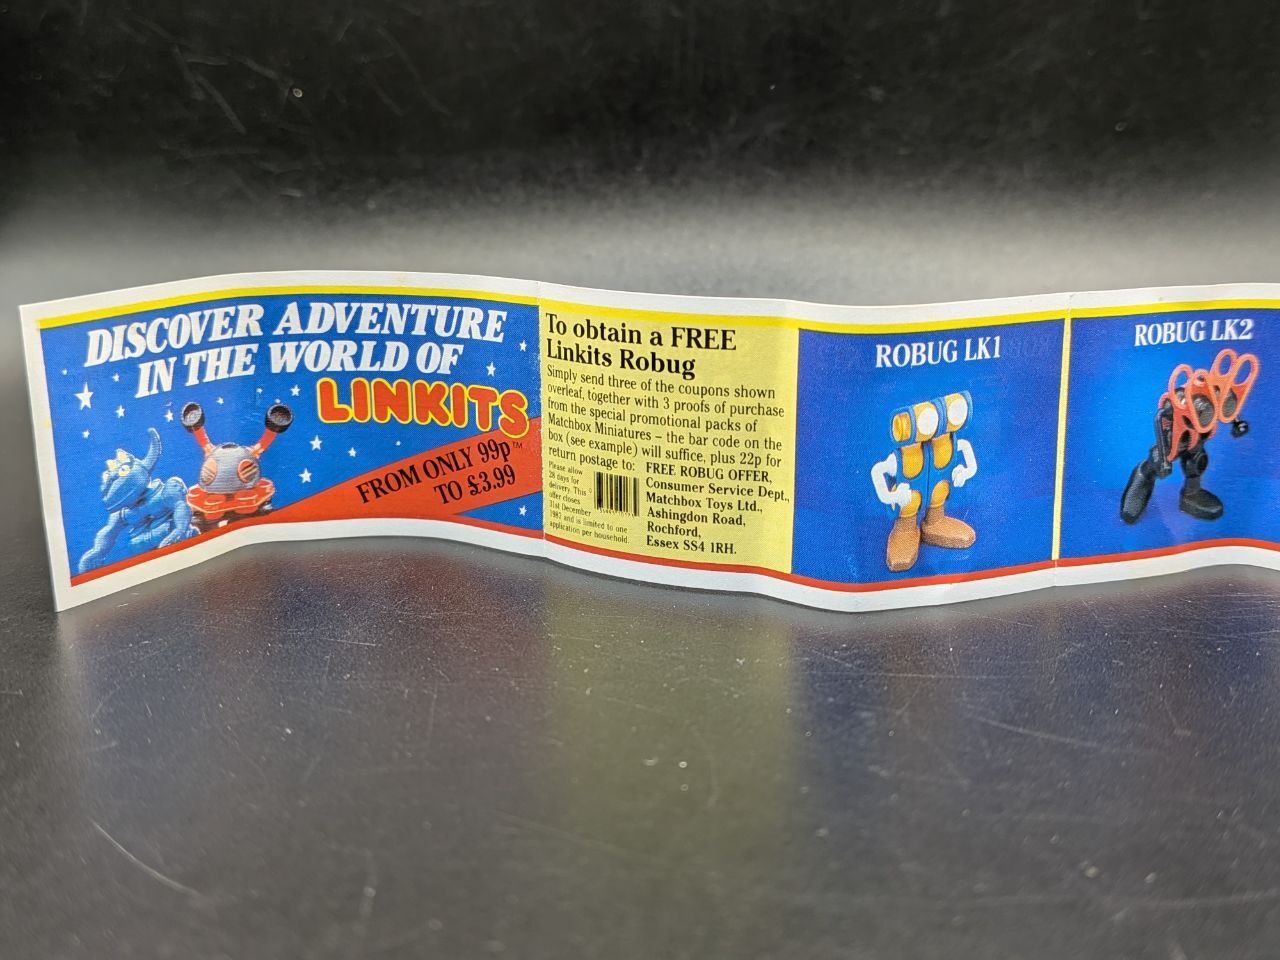 DISCOVER ADVENTURE
IN THE WORLD OF
LINKITS™
FROM ONLY 99p
TO £3.99
To obtain a FREE
Linkits Robug
Simply send three of the coupons shown
overleaf, together with 3 proofs of purchase
from the special promotional packs of
Matchbox Miniatures – the bar code on the
box (see example) will suffice, plus 22p for
return postage to:
FREE ROBUG OFFER,
Consumer Service Dept.,
Matchbox Toys Ltd.,
Ashingdon Road,
Rochford,
Essex SS4 1RH.
Please allow
28 days for
delivery. This
offer closes
31st December
and is limited to one
application per household.
ROBUG LK1
ROBUG LK2